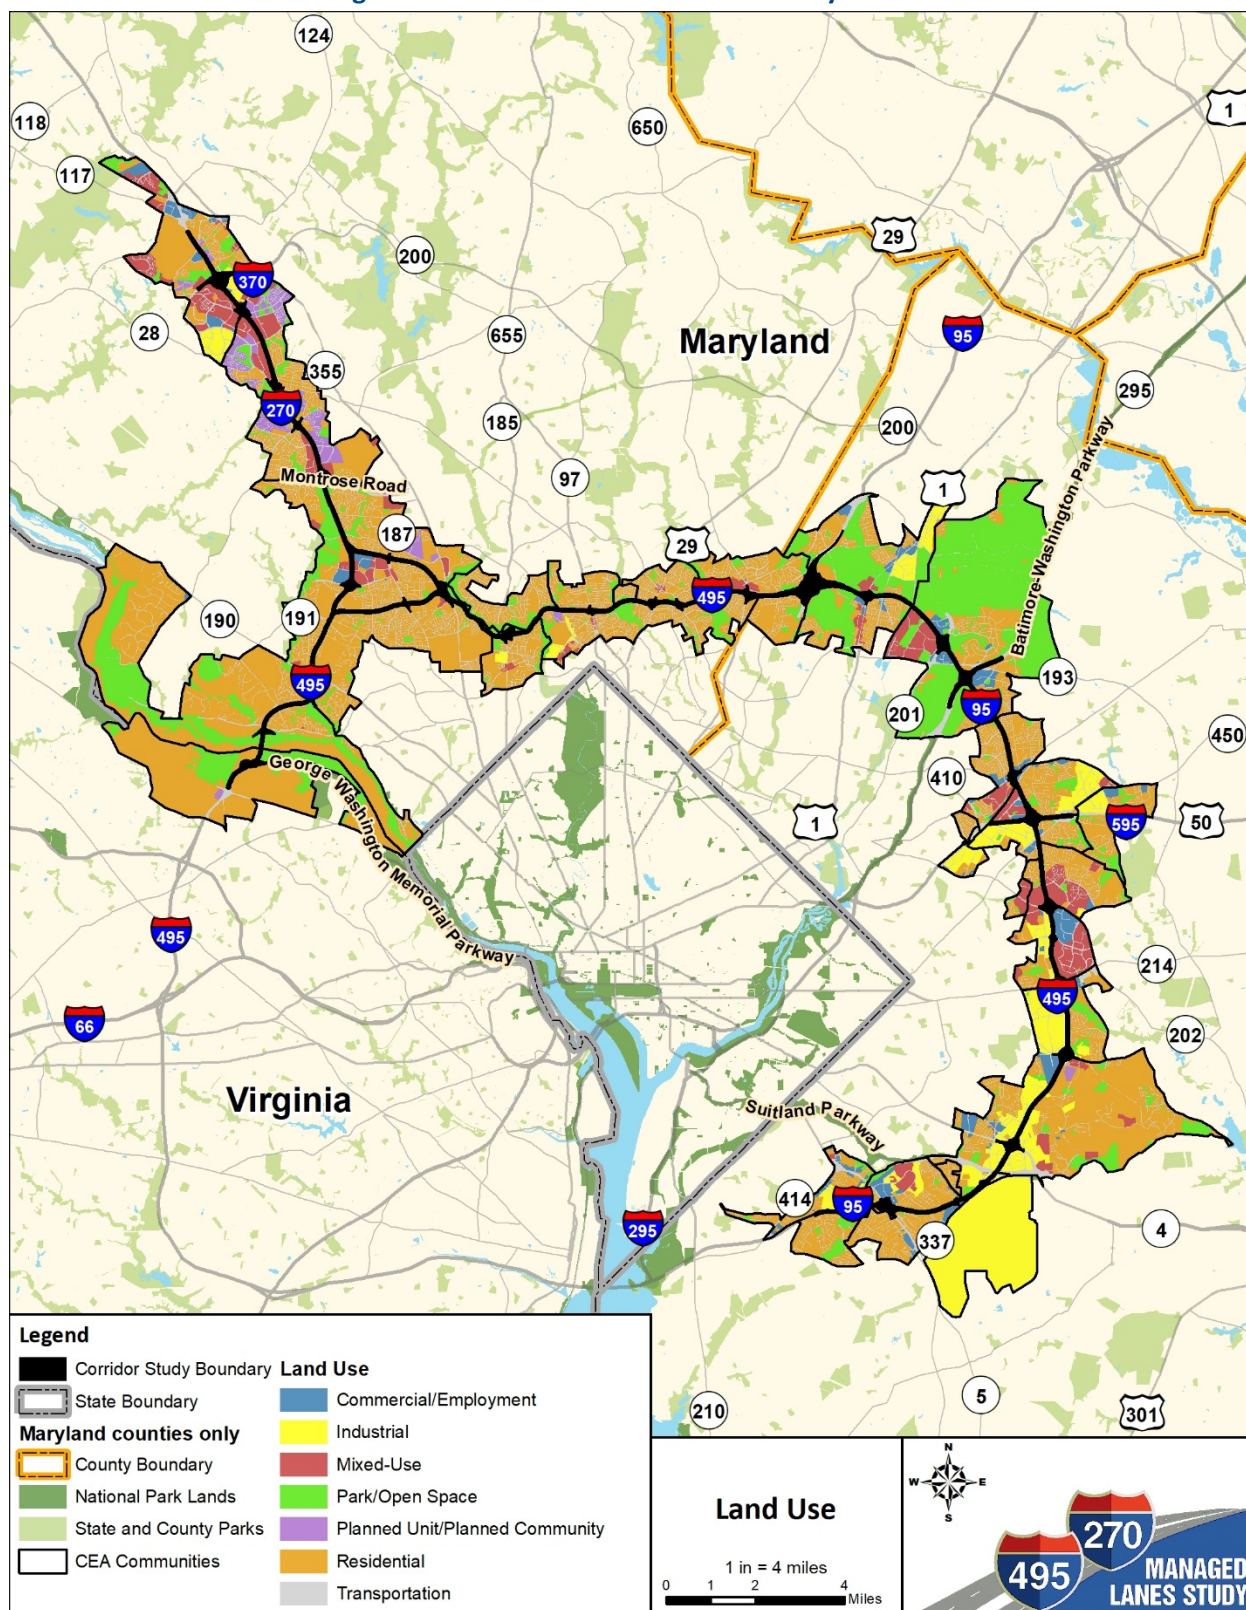 124
118
650
1
117
29
200
370
28
655
Maryland
95
355
295
270
185
200
97
1
Montrose Road
187
29
Batimore-Washington Parkway
495
190
191
193
495
201
95
450
410
George Washington Memorial Parkway
1
595
50
495
214
495
66
202
Virginia
Suitland Parkway
414
95
295
337
4
5
210
301
Legend
Corridor Study Boundary
State Boundary
Maryland counties only
County Boundary
National Park Lands
State and County Parks
CEA Communities
Land Use
Commercial/Employment
Industrial
Mixed-Use
Park/Open Space
Planned Unit/Planned Community
Residential
Transportation
Land Use
1 in = 4 miles
0 1 2 4
Miles
N
W E
S
495
270
MANAGED
LANES STUDY